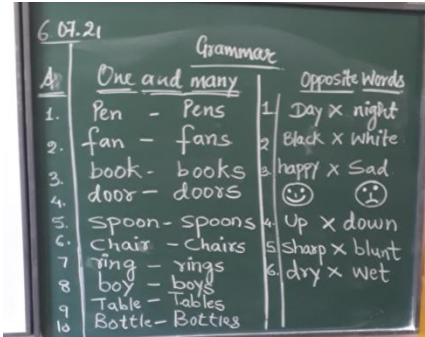 6.07.21
Grammar
A One and many
1. Pen - Pens
2. fan - fans
3. book - books
4. door - doors
5. Spoon - Spoons
6. Chair - Chairs
7 ring - rings
8 boy - boys
9 Table - Tables
10 Bottle - Bottles
Opposite Words
1 Day x night
2 Black x White
3 happy x Sad
4. Up x down
5 Sharp x blunt
6. dry x wet